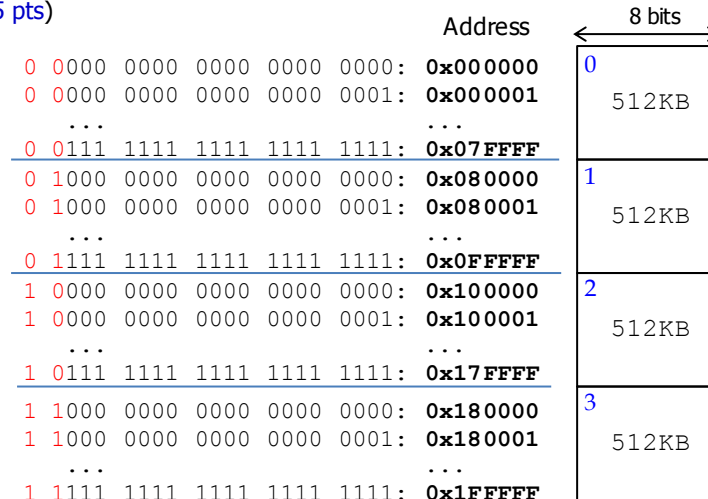 5 pts)
Address 8 bits
0 0000 0000 0000 0000 0000: 0x000000 0
0 0000 0000 0000 0000 0001: 0x000001 512KB
... ...
0 0111 1111 1111 1111 1111: 0x07FFFF
0 1000 0000 0000 0000 0000: 0x080000 1
0 1000 0000 0000 0000 0001: 0x080001 512KB
... ...
0 1111 1111 1111 1111 1111: 0x0FFFFF
1 0000 0000 0000 0000 0000: 0x100000 2
1 0000 0000 0000 0000 0001: 0x100001 512KB
... ...
1 0111 1111 1111 1111 1111: 0x17FFFF
1 1000 0000 0000 0000 0000: 0x180000 3
1 1000 0000 0000 0000 0001: 0x180001 512KB
... ...
1 1111 1111 1111 1111 1111: 0x1FFFFF